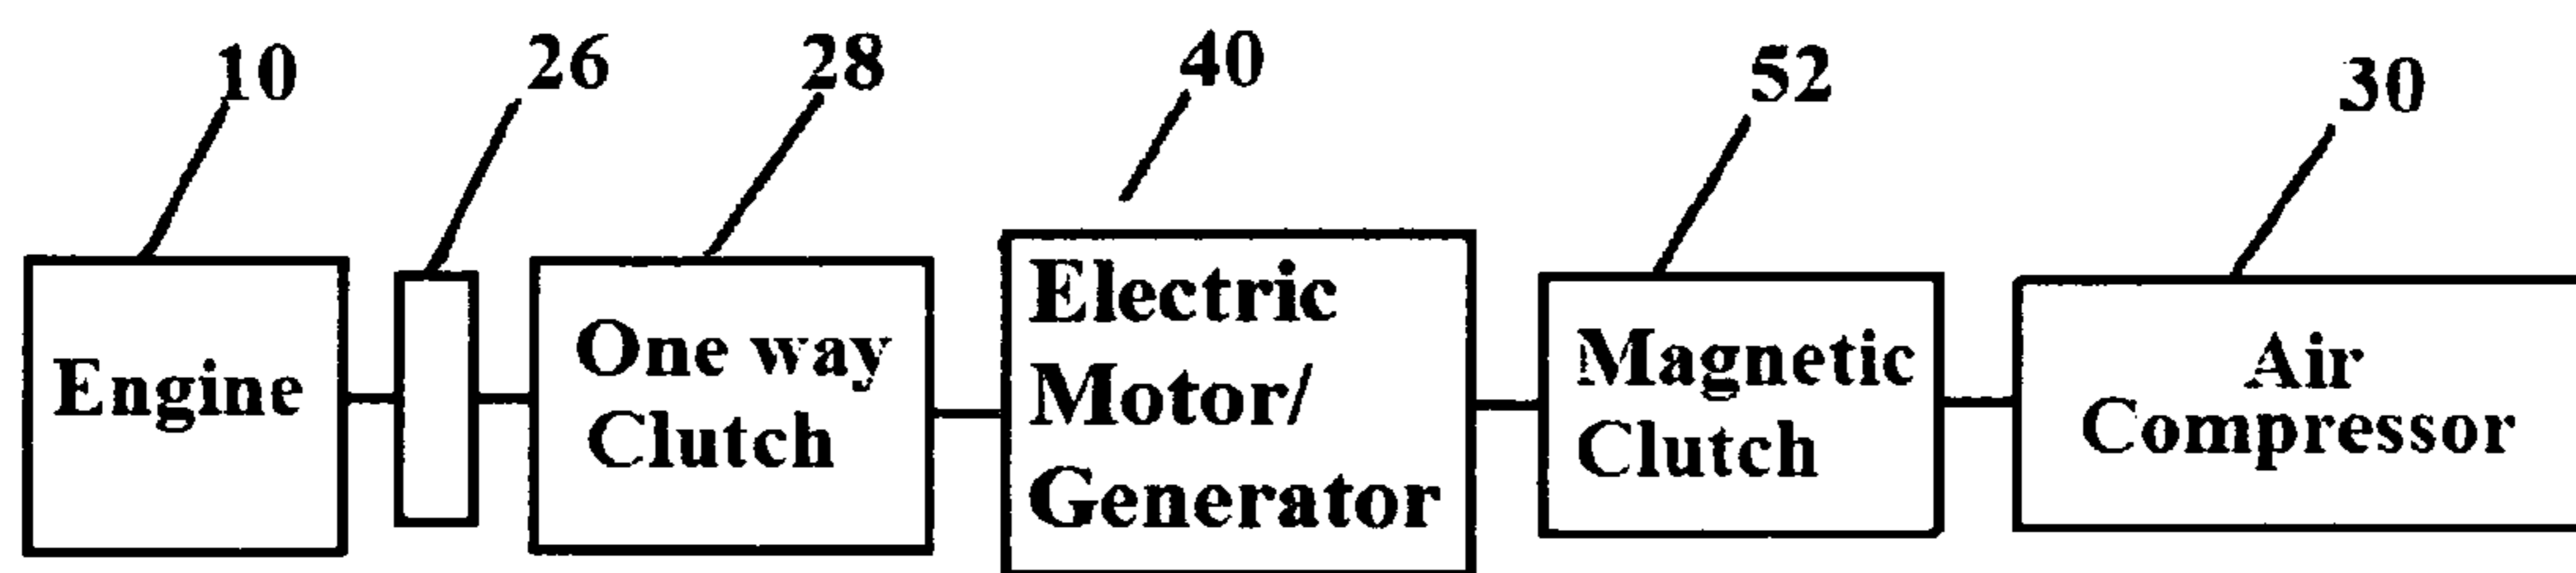 10 26 28 40 52 30
Engine
One way
Clutch
Electric
Motor/
Generator
Magnetic
Clutch
Air
Compressor